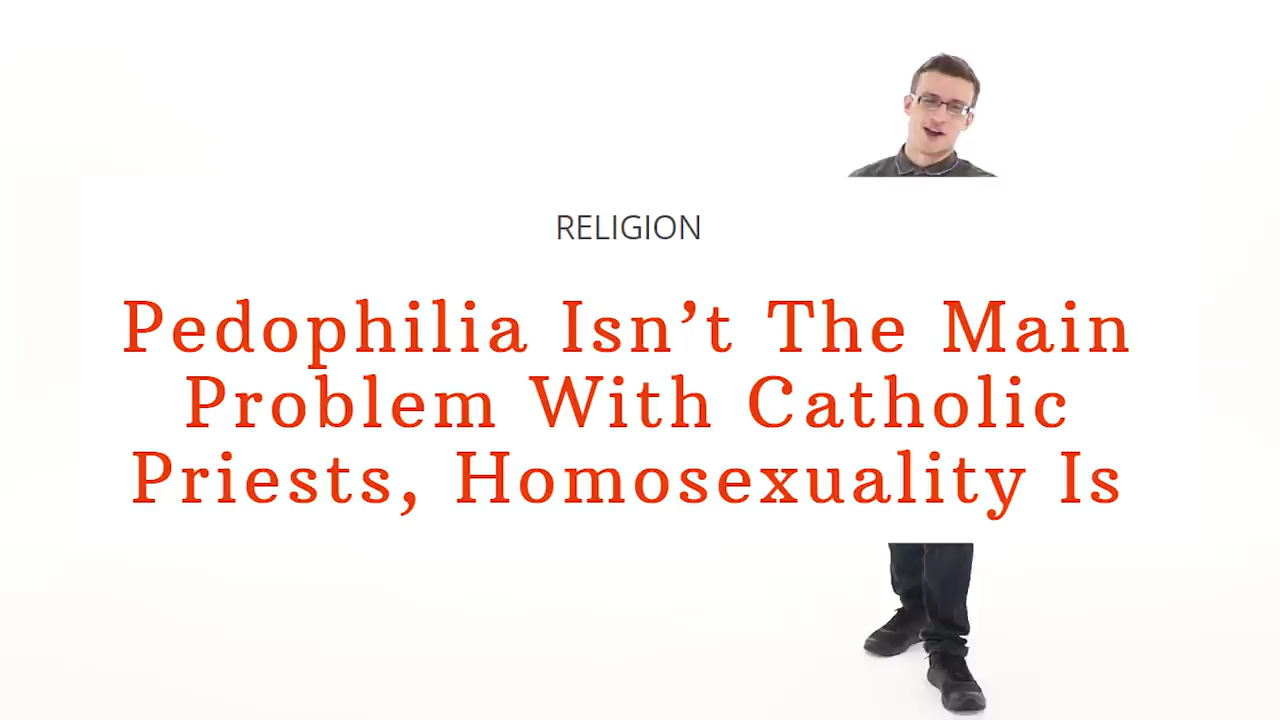 RELIGION
Pedophilia Isn’t The Main
Problem With Catholic
Priests, Homosexuality Is